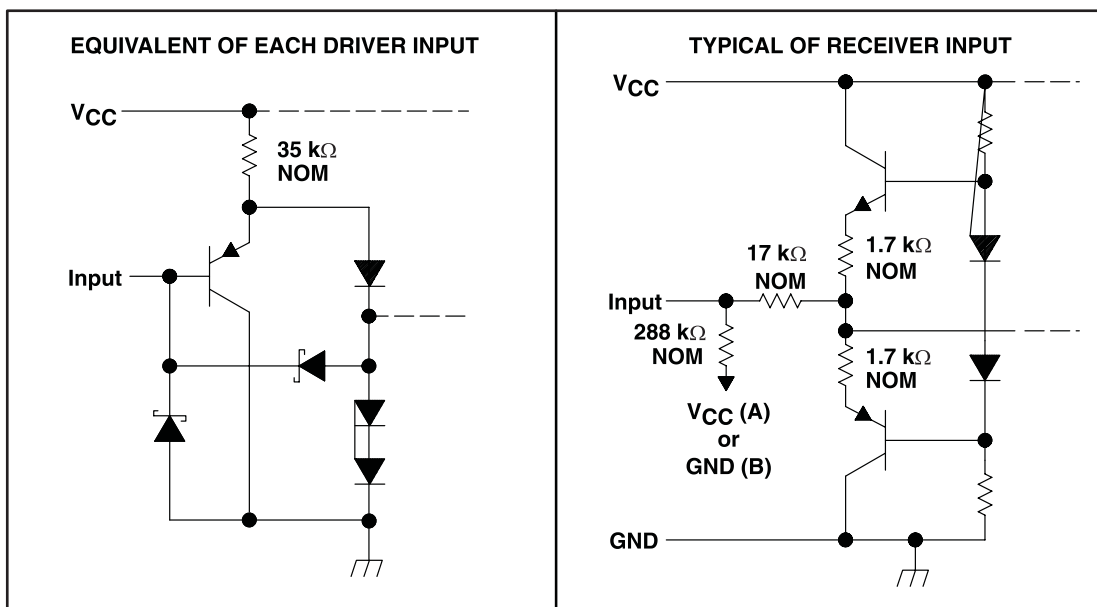 EQUIVALENT OF EACH DRIVER INPUT
VCC
35 kΩ
NOM
Input
TYPICAL OF RECEIVER INPUT
VCC
17 kΩ
NOM
1.7 kΩ
NOM
Input
288 kΩ
NOM
1.7 kΩ
NOM
VCC (A)
or
GND (B)
GND